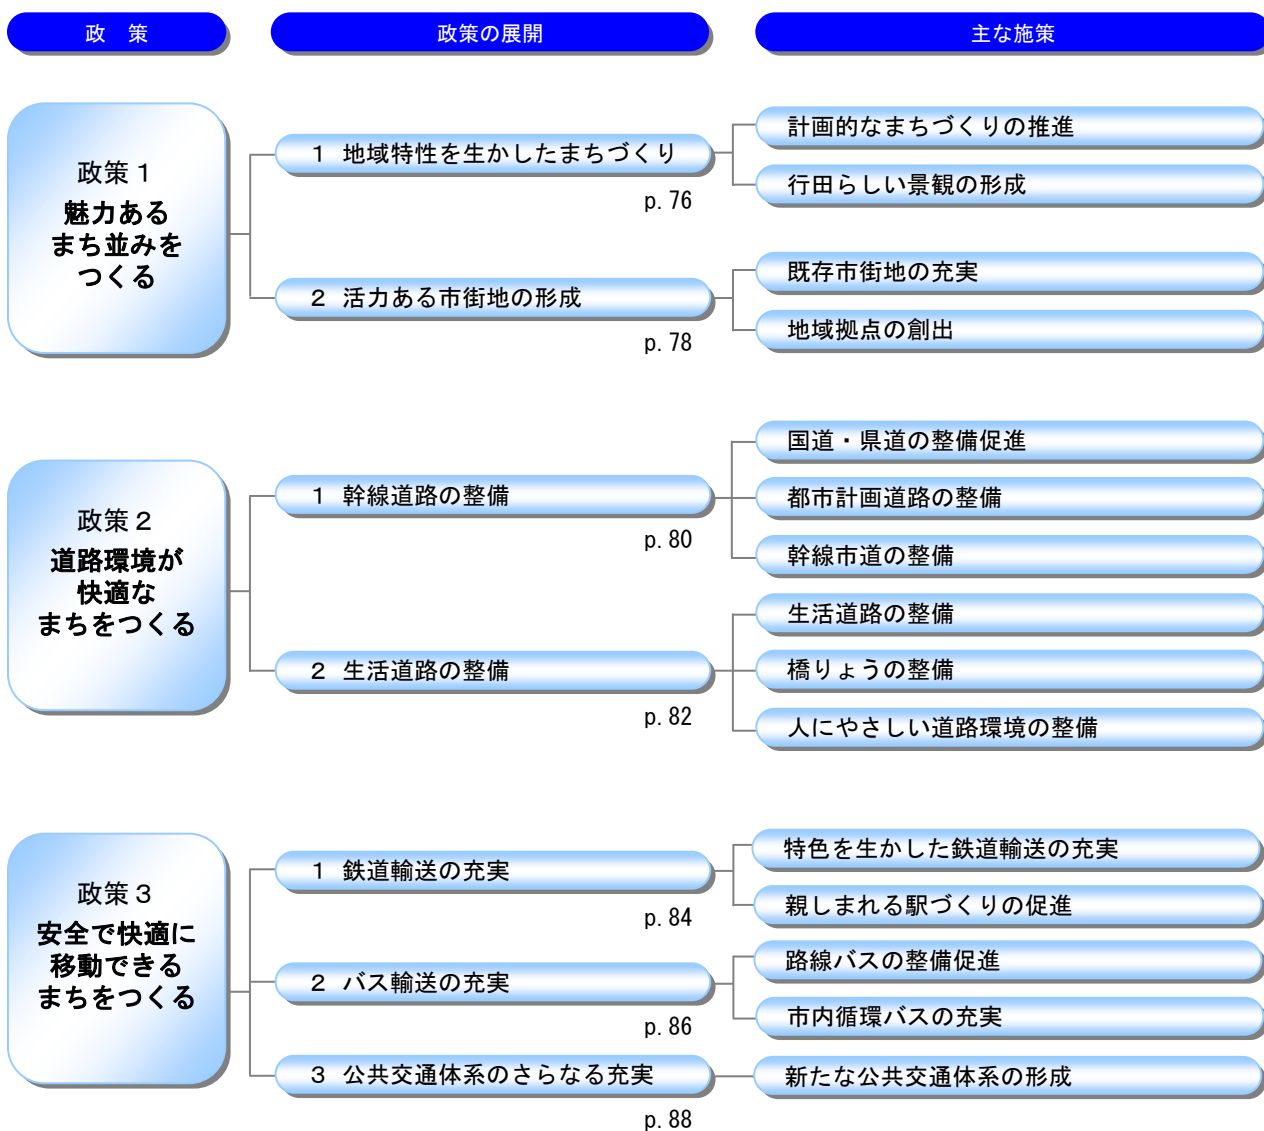 政　策
政策の展開
主な施策
政策１
魅力ある
まち並みを
つくる
１ 地域特性を生かしたまちづくり
p. 76
計画的なまちづくりの推進
行田らしい景観の形成
２ 活力ある市街地の形成
p. 78
既存市街地の充実
地域拠点の創出
政策２
道路環境が
快適な
まちをつくる
１ 幹線道路の整備
p. 80
国道・県道の整備促進
都市計画道路の整備
幹線市道の整備
２ 生活道路の整備
p. 82
生活道路の整備
橋りょうの整備
人にやさしい道路環境の整備
政策３
安全で快適に
移動できる
まちをつくる
１ 鉄道輸送の充実
p. 84
特色を生かした鉄道輸送の充実
親しまれる駅づくりの促進
２ バス輸送の充実
p. 86
路線バスの整備促進
市内循環バスの充実
３ 公共交通体系のさらなる充実
p. 88
新たな公共交通体系の形成